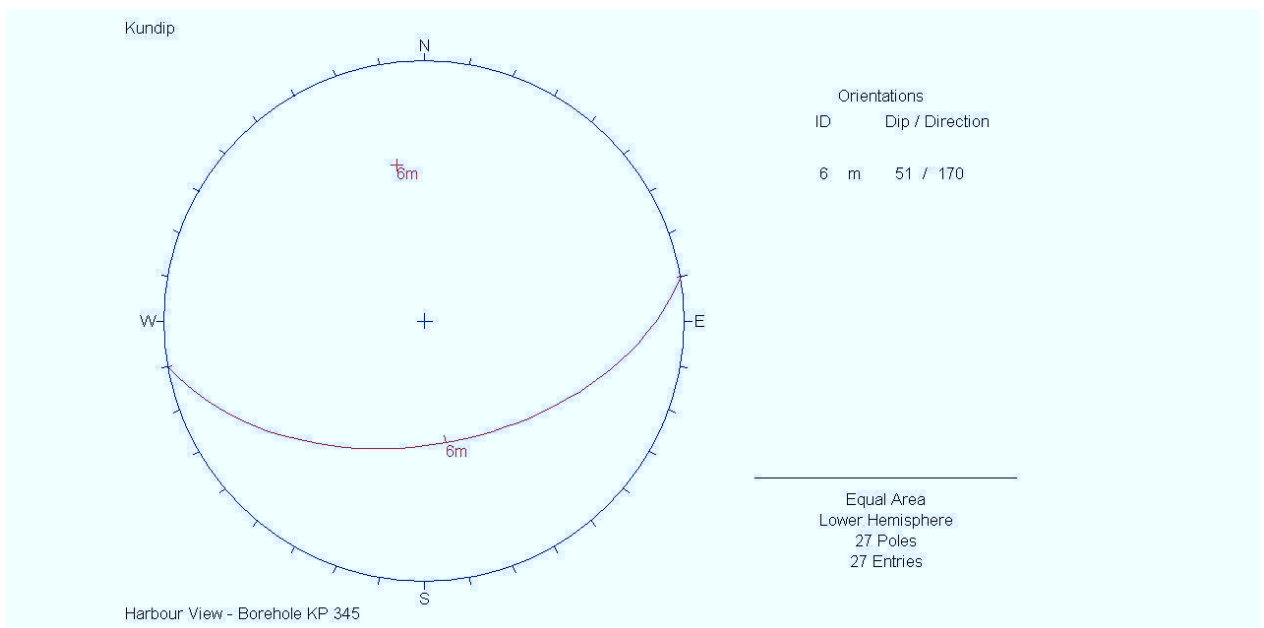 Kundip
N
Orientations
ID Dip / Direction
6 m 51 / 170
6m
W
E
6m
Equal Area
Lower Hemisphere
27 Poles
27 Entries
S
Harbour View - Borehole KP 345